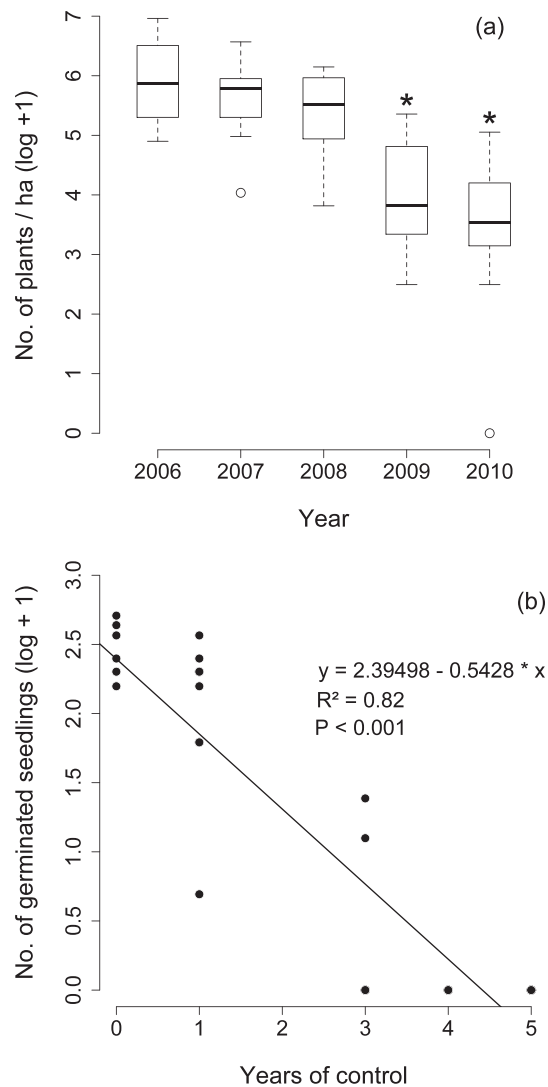 (a)
No. of plants / ha (log +1)
7
6
5
4
3
2
1
0
*
*
2006 2007 2008 2009 2010
Year
(b)
No. of germinated seedlings (log + 1)
3.0
2.5
2.0
1.5
1.0
0.5
0.0
y = 2.39498 - 0.5428 * x
R² = 0.82
P < 0.001
0 1 2 3 4 5
Years of control